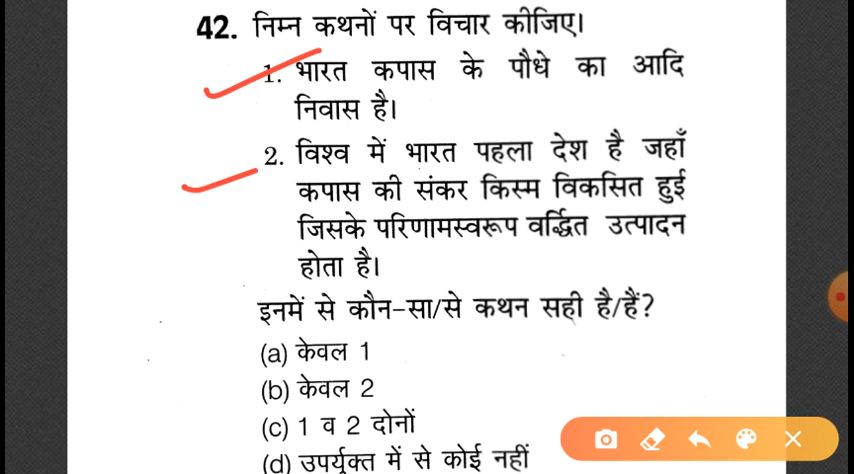 42. निम्न कथनों पर विचार कीजिए।
1. भारत कपास के पौधे का आदि
निवास है।
2. विश्व में भारत पहला देश है जहाँ
कपास की संकर किस्म विकसित हुई
जिसके परिणामस्वरूप वर्द्धित उत्पादन
होता है।
इनमें से कौन-सा/से कथन सही है/हैं?
(a) केवल 1
(b) केवल 2
(c) 1 व 2 दोनों
(d) उपर्युक्त में से कोई नहीं